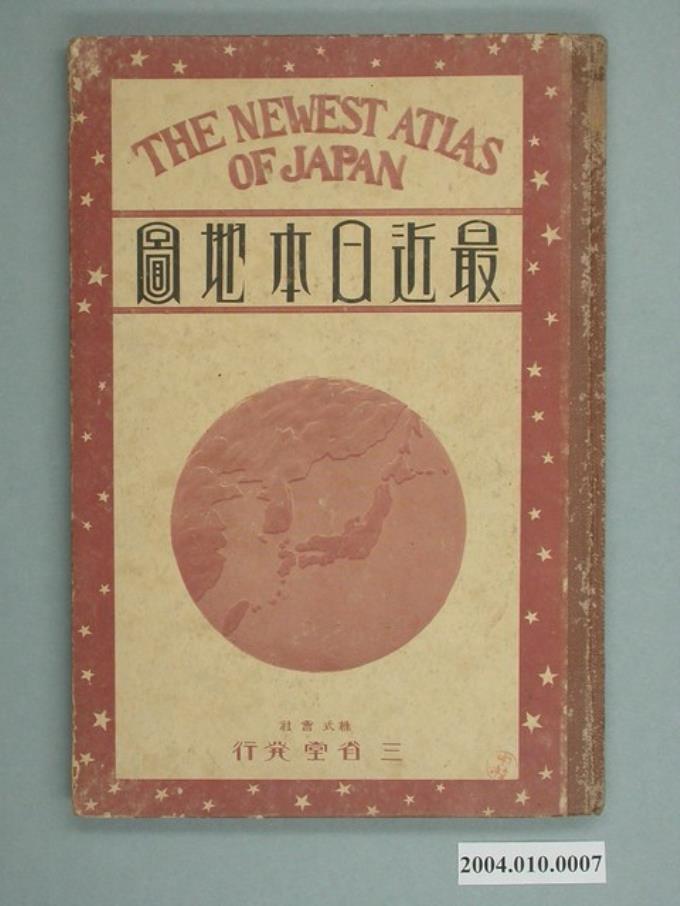 THE NEWEST ATLAS
OF JAPAN
最近日本地圖
株式會社
三省堂発行
2004.010.0007